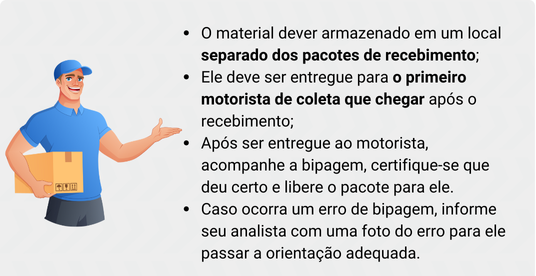 • O material dever armazenado em um local
separado dos pacotes de recebimento;
• Ele deve ser entregue para o primeiro
motorista de coleta que chegar após o
recebimento;
• Após ser entregue ao motorista,
acompanhe a bipagem, certifique-se que
deu certo e libere o pacote para ele.
• Caso ocorra um erro de bipagem, informe
seu analista com uma foto do erro para ele
passar a orientação adequada.